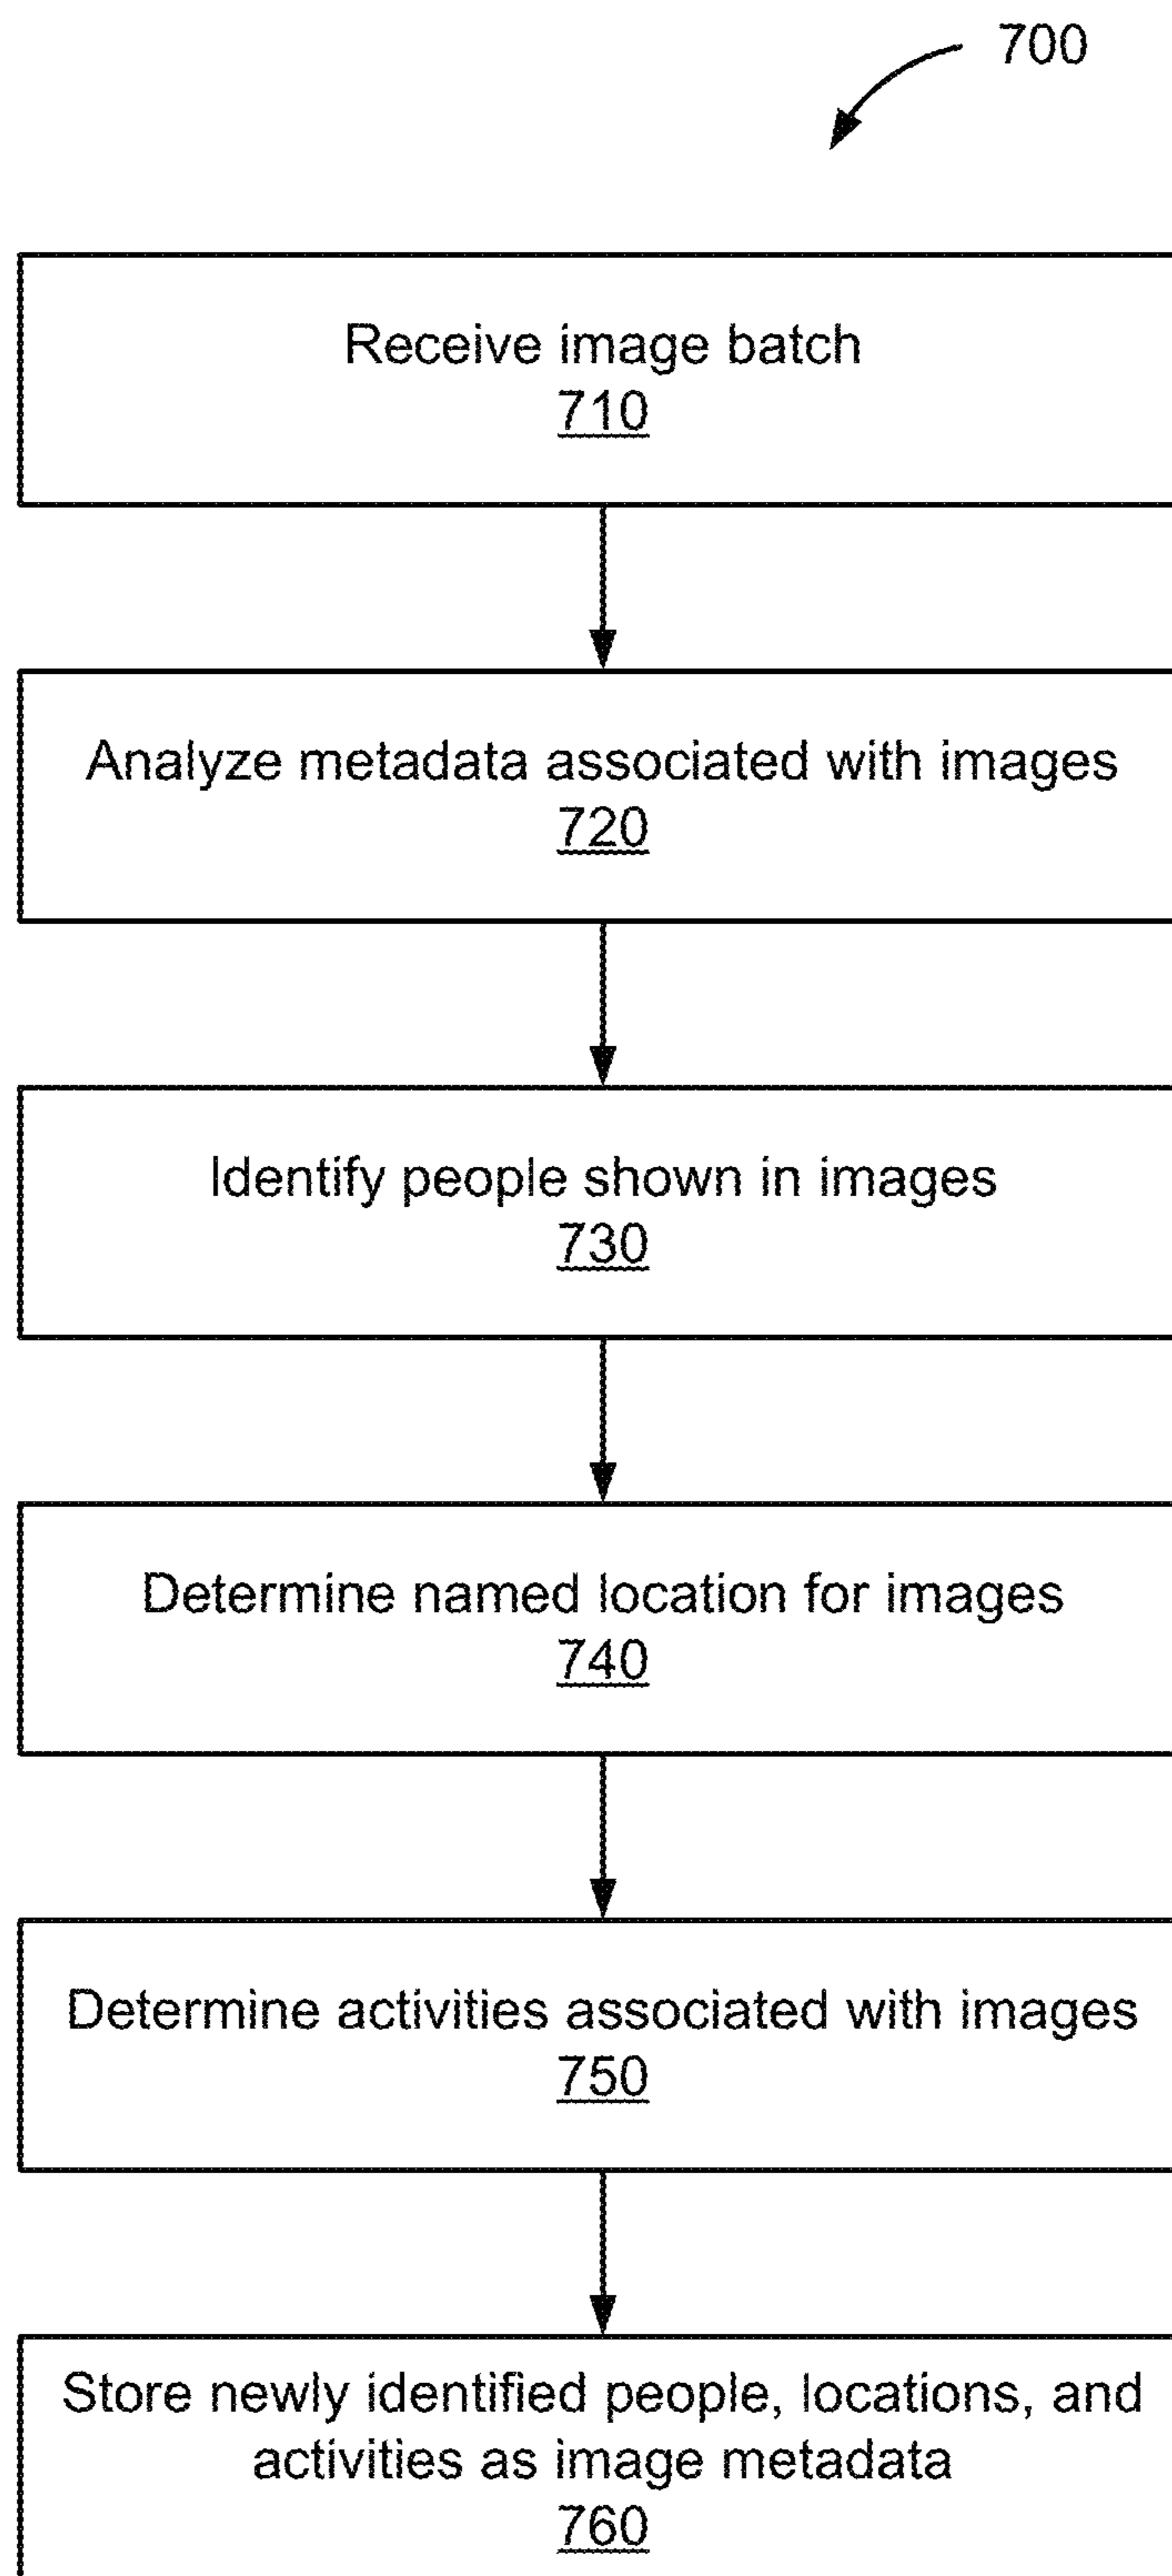 700
Receive image batch
710
Analyze metadata associated with images
720
Identify people shown in images
730
Determine named location for images
740
Determine activities associated with images
750
Store newly identified people, locations, and
activities as image metadata
760